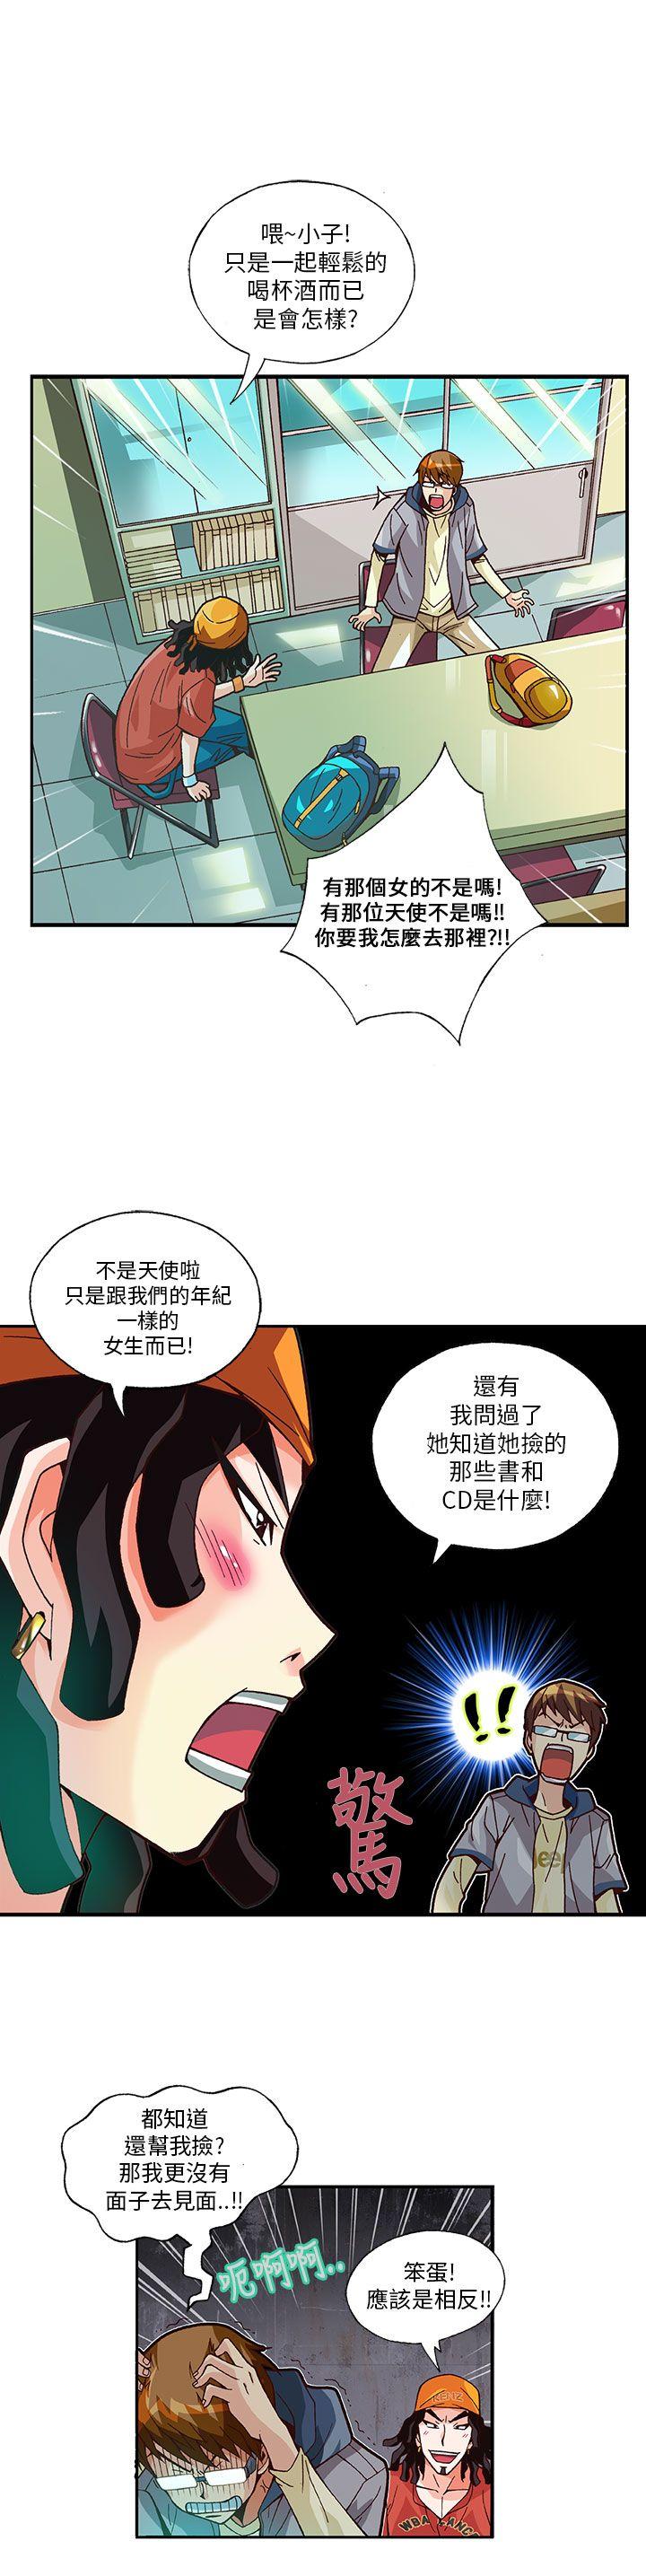 喂~小子!
只是一起輕鬆的
喝杯酒而已
是會怎樣?
有那個女的不是嗎!
有那位天使不是嗎!!
你要我怎麼去那裡?!!
不是天使啦
只是跟我們的年紀
一樣的
女生而已!
還有
我問過了
她知道她撿的
那些書和
CD是什麼!
!!
Jeep
驚
都知道
還幫我撿?
那我更沒有
面子去見面..!!
呃啊啊..
笨蛋!
應該是相反!!